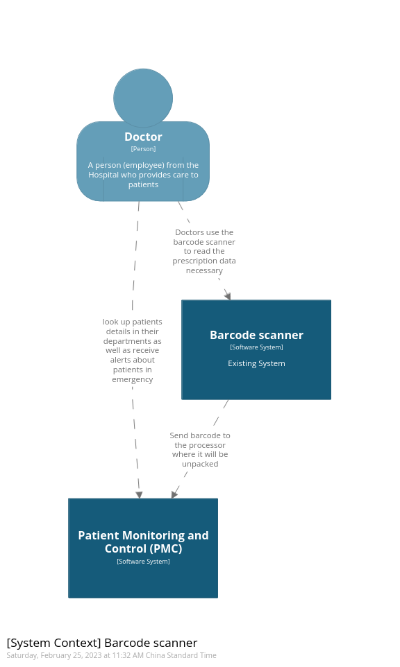 Doctor
[Person]
A person (employee) from the
Hospital who provides care to
patients
Doctors use the
barcode scanner
to read the
prescription data
necessary
look up patients
details in their
departments as
well as receive
alerts about
patients in
emergency
Barcode scanner
[Software System]
Existing System
Send barcode to
the processor
where it will be
unpacked
Patient Monitoring and
Control (PMC)
[Software System]
[System Context] Barcode scanner
Saturday, February 25, 2023 at 11:32 AM China Standard Time